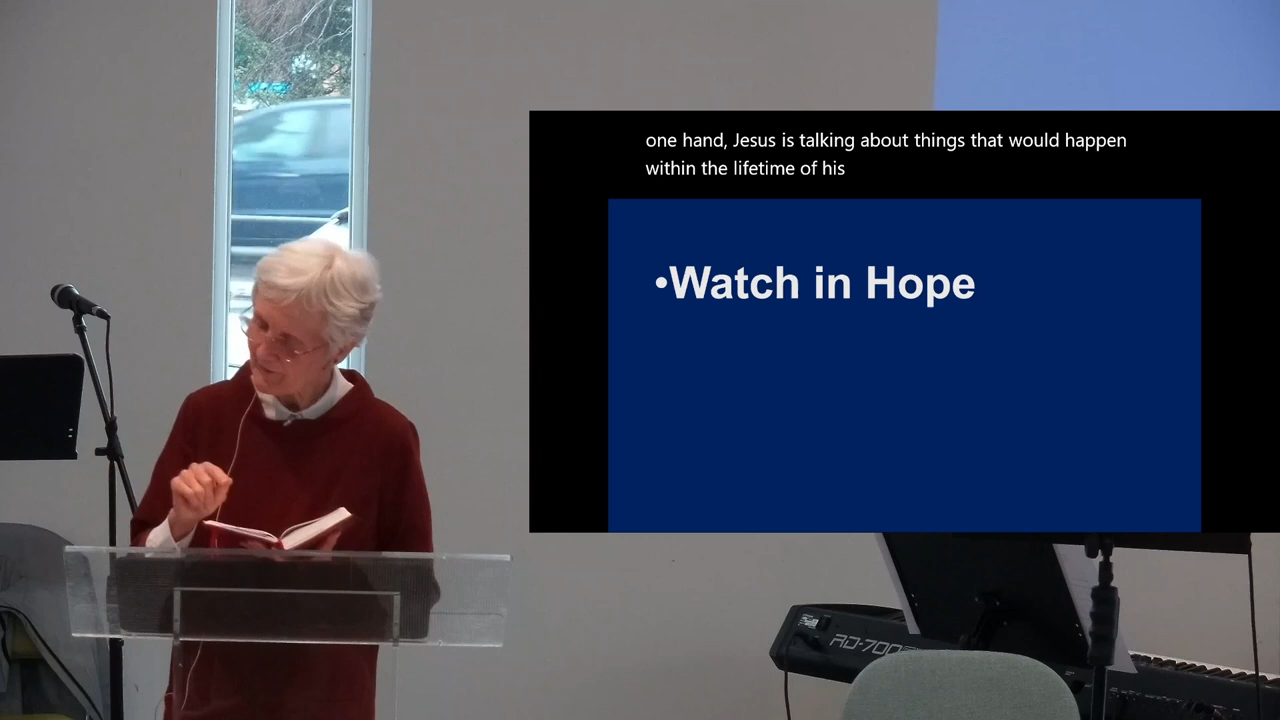 one hand, Jesus is talking about things that would happen
within the lifetime of his
•Watch in Hope
RD-700